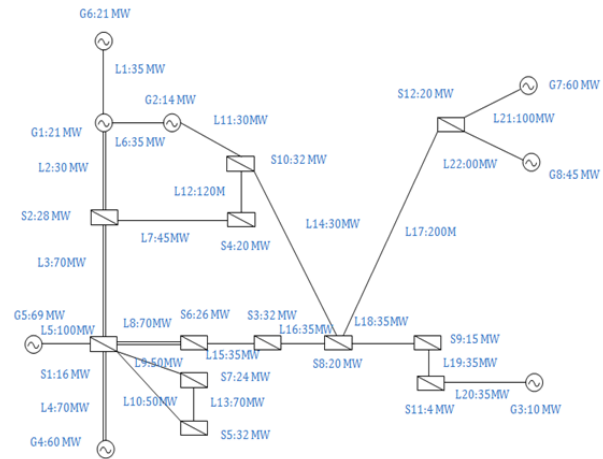 G6:21 MW
L1:35 MW
G2:14 MW
L11:30MW
G1:21 MW
L6:35 MW
L2:30 MW
S10:32 MW
L12:120M
S2:28 MW
S4:20 MW
L7:45MW
L3:70MW
L14:30MW
S12:20 MW
G7:60 MW
L21:100MW
L22:00MW
G8:45 MW
L17:200M
G5:69 MW
L5:100MW
L8:70MW
S6:26 MW
S3:32 MW
L16:35MW
L18:35MW
L15:35MW
S8:20 MW
S9:15 MW
S1:16 MW
L9:50MW
S7:24 MW
L19:35MW
L10:50MW
L13:70MW
L20:35MW
S11:4 MW
G3:10 MW
L4:70MW
S5:32 MW
G4:60 MW